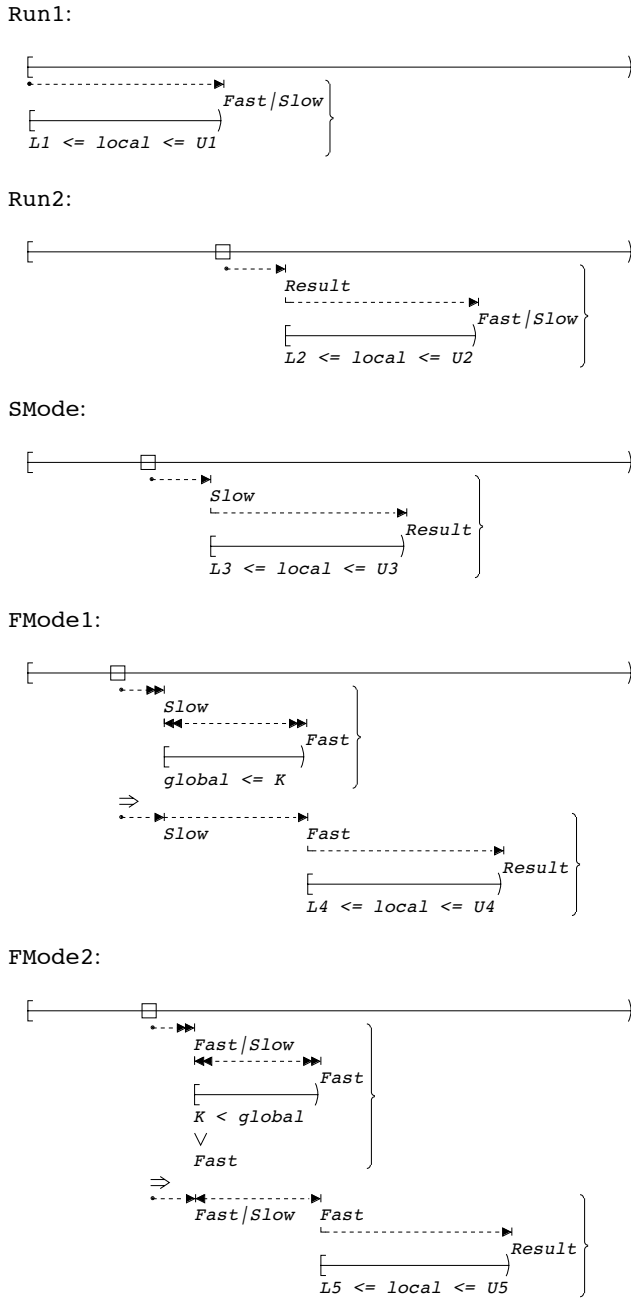 Run1:
Fast|Slow
L1 <= local <= U1
Run2:
Result
Fast|Slow
L2 <= local <= U2
SMode:
Slow
Result
L3 <= local <= U3
FMode1:
Slow
Fast
global <= K
⇒
Slow Fast
Result
L4 <= local <= U4
FMode2:
Fast|Slow
Fast
K < global
∨
Fast
⇒
Fast|Slow Fast
Result
L5 <= local <= U5